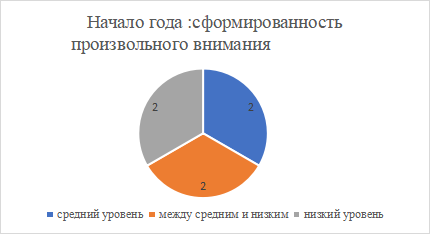 Начало года :сформированность
произвольного внимания
2
2
2
средний уровень между средним и низким низкий уровень